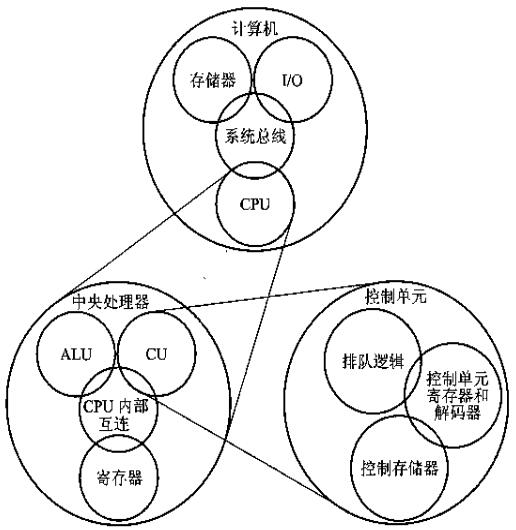 计算机
存储器
I/O
系统总线
CPU
中央处理器
ALU
CU
CPU 内部
互连
寄存器
控制单元
排队逻辑
控制单元
寄存器和
解码器
控制存储器